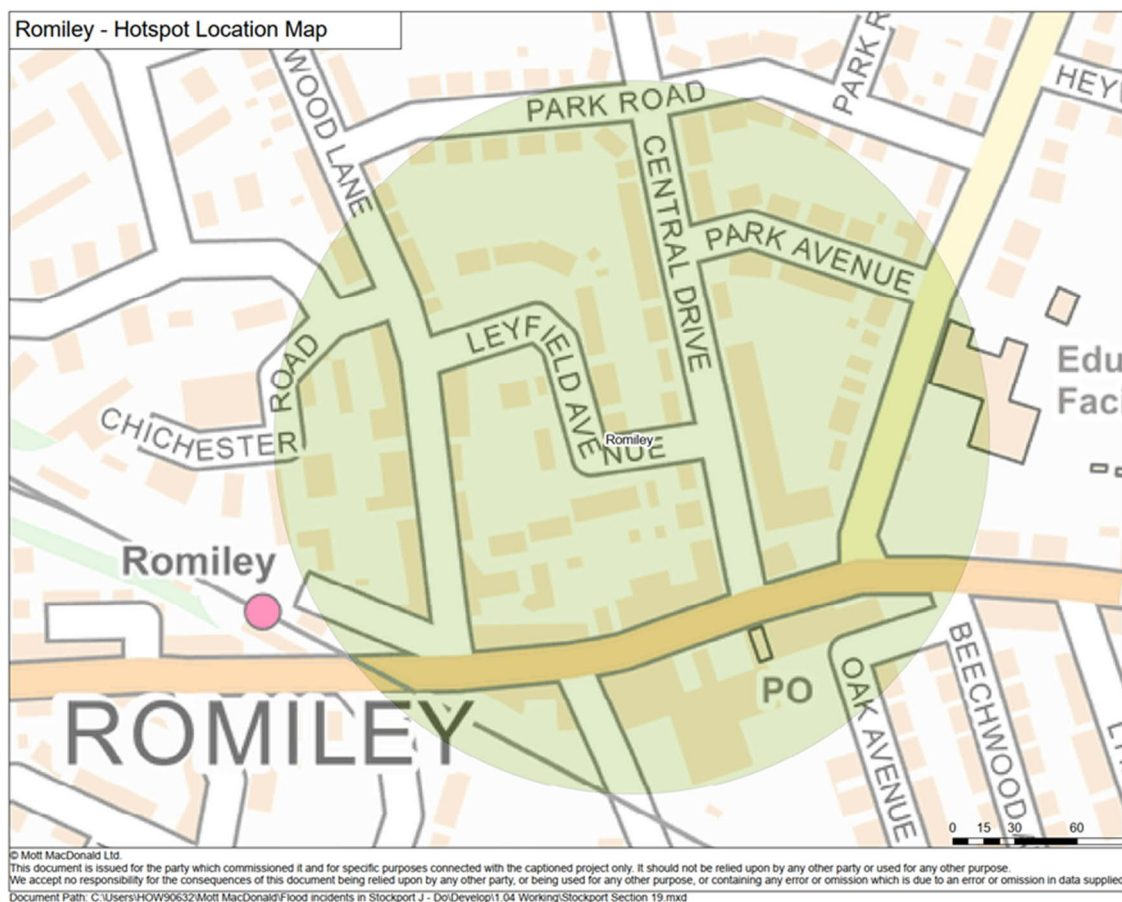 Romiley - Hotspot Location Map
WOOD LANE
PARK ROAD
PARK R
HEYW
CENTRAL DRIVE
PARK AVENUE
LEYFIELD AVENUE
CHICHESTER ROAD
Romiley
Edu
Faci
Romiley
ROMILEY
PO
OAK AVENUE
BEECHWOOD
0 15 30 60
© Mott MacDonald Ltd.
This document is issued for the party which commissioned it and for specific purposes connected with the captioned project only. It should not be relied upon by any other party or used for any other purpose.
We accept no responsibility for the consequences of this document being relied upon by any other party, or being used for any other purpose, or containing any error or omission which is due to an error or omission in data supplied
Document Path: C:\Users\HOW90632\Mott MacDonald\Flood incidents in Stockport J - Do\Develop\1.04 Working\Stockport Section 19.mxd